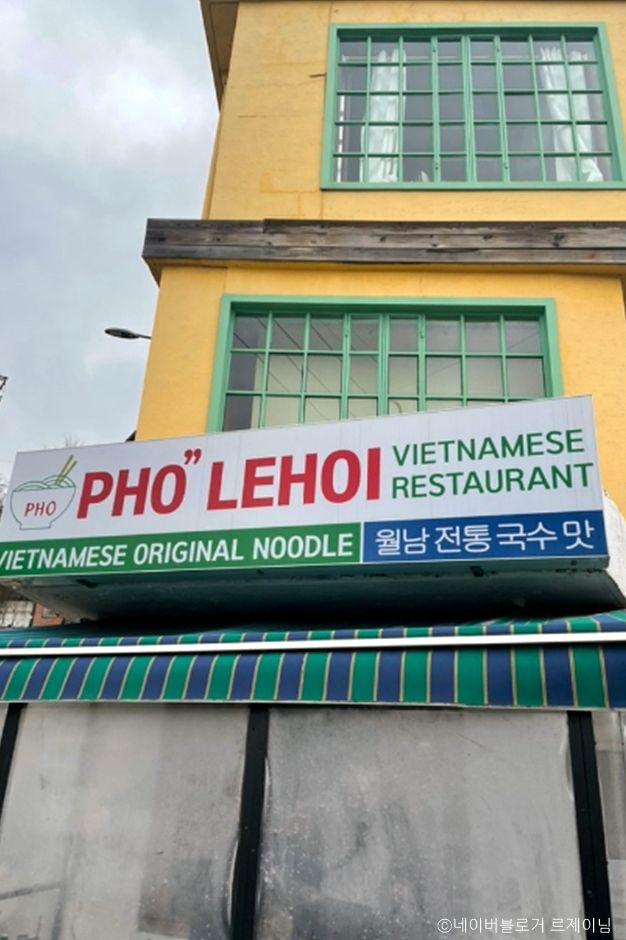 PHO
PHO" LEHOI
VIETNAMESE
RESTAURANT
VIETNAMESE ORIGINAL NOODLE
월남 전통 국수 맛
©네이버블로거 르제이님